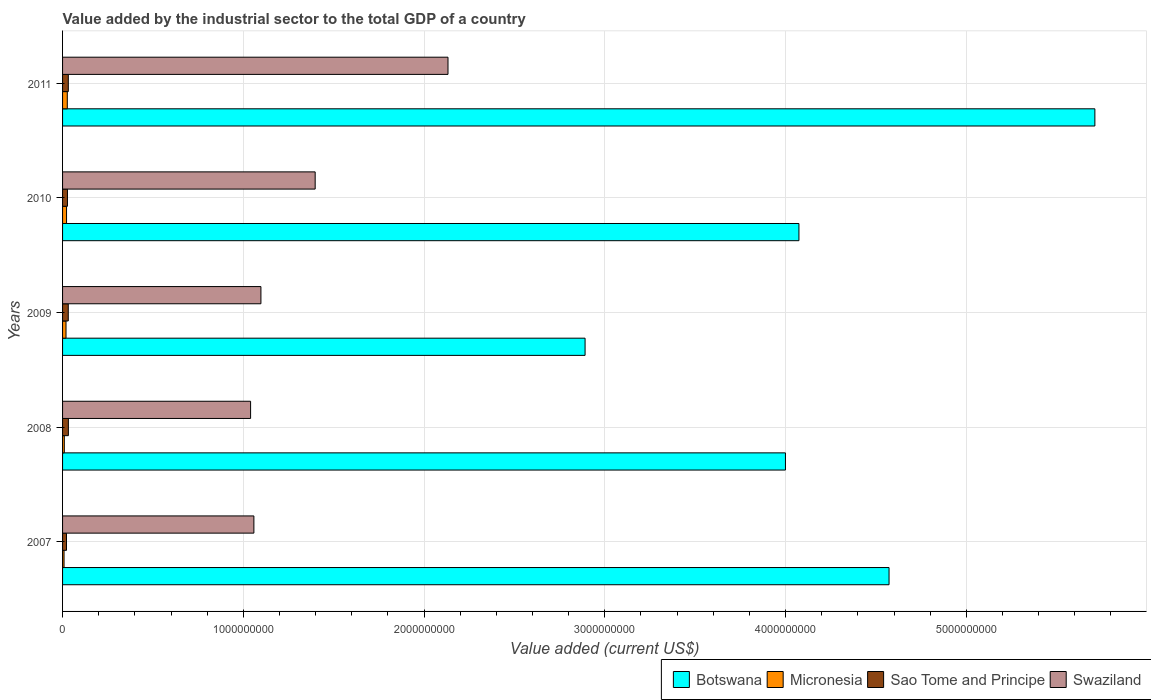 Value added by the industrial sector to the total GDP of a country
2011
2010
2009
2008
2007
Years
0
1000000000
2000000000
3000000000
4000000000
5000000000
Value added (current US$)
Botswana
Micronesia
Sao Tome and Principe
Swaziland